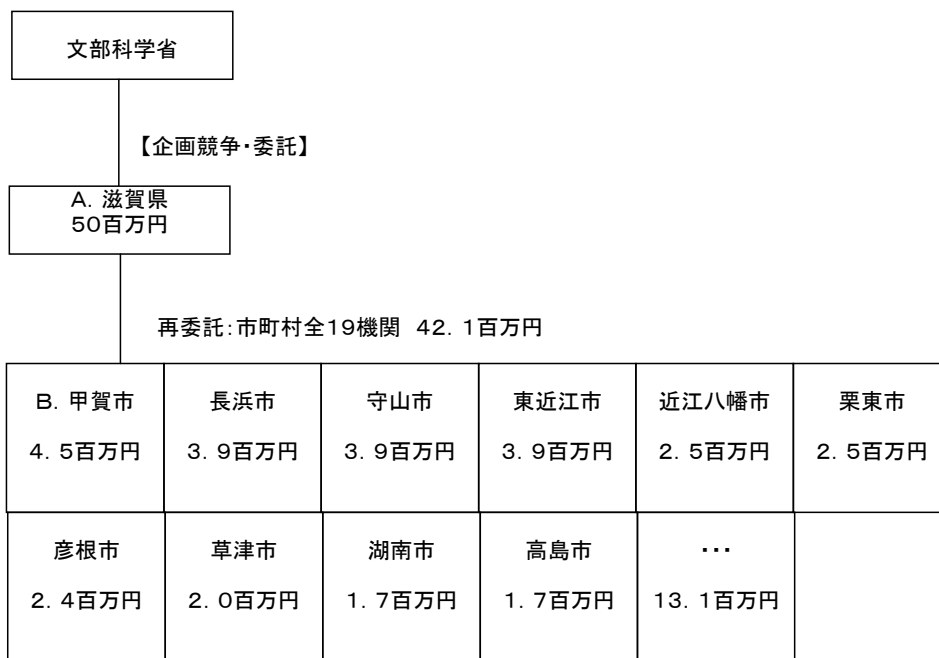 文部科学省
【企画競争・委託】
A．滋賀県
50百万円
再委託：市町村全19機関　42．1百万円
B．甲賀市
長浜市
守山市
東近江市
近江八幡市
栗東市
4．5百万円
3．9百万円
3．9百万円
3．9百万円
2．5百万円
2．5百万円
彦根市
草津市
湖南市
高島市
・・・
2．4百万円
2．0百万円
1．7百万円
1．7百万円
13．1百万円